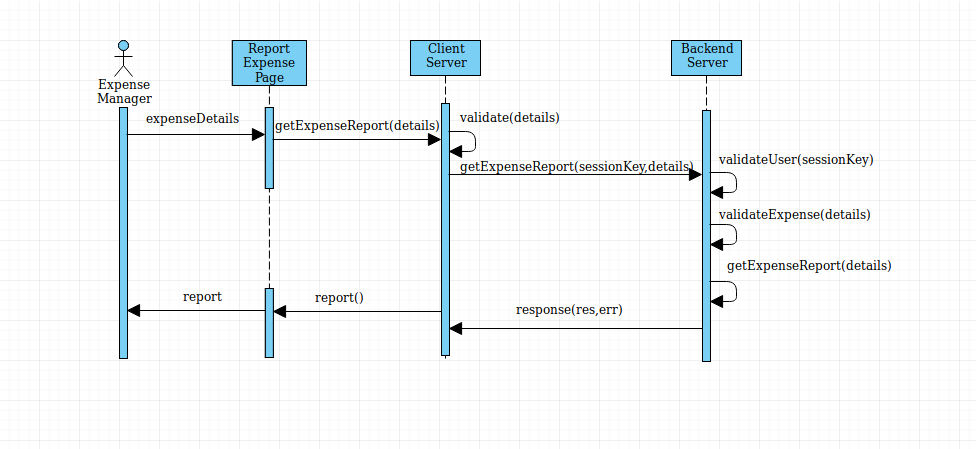 Report
Expense
Page
Client
Server
Backend
Server
Expense
Manager
expenseDetails
getExpenseReport(details)
validate(details)
getExpenseReport(sessionKey,details)
validateUser(sessionKey)
validateExpense(details)
getExpenseReport(details)
report
report()
response(res,err)